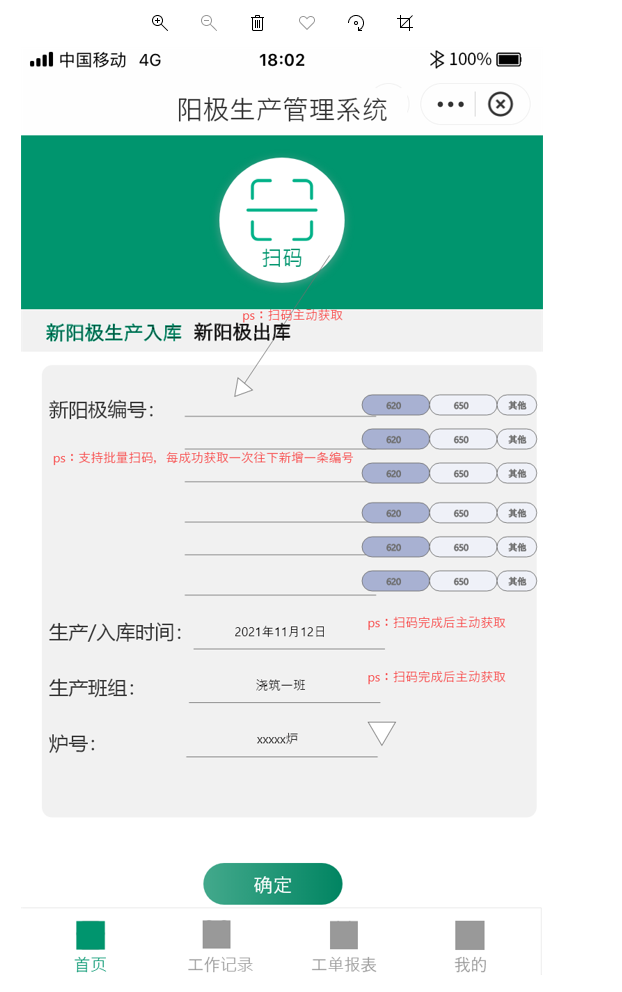 中国移动 4G 18:02 100%
阳极生产管理系统
扫码
ps：扫码主动获取
新阳极生产入库 新阳极出库
新阳极编号： 620 650 其他
620 650 其他
ps：支持批量扫码，每成功获取一次往下新增一条编号
620 650 其他
620 650 其他
620 650 其他
620 650 其他
生产/入库时间： 2021年11月12日 ps：扫码完成后主动获取
生产班组： 浇筑一班 ps：扫码完成后主动获取
炉号： xxxxx炉
确定
首页 工作记录 工单报表 我的